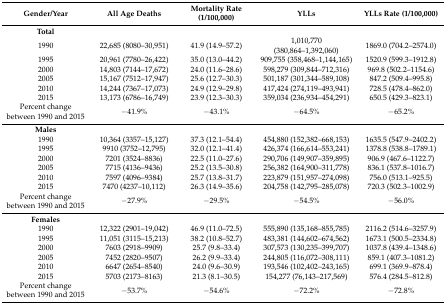 Gender/Year All Age Deaths Mortality Rate (1/100,000) YLLs YLLs Rate (1/100,000)
Total
1990 22,685 (8080–30,951) 41.9 (14.9–57.2) 1,010,770 (380,864–1,392,060) 1869.0 (704.2–2574.0)
1995 20,961 (7780–26,422) 35.0 (13.0–44.2) 909,755 (358,468–1,144,165) 1520.9 (599.3–1912.8)
2000 14,803 (7144–17,672) 24.0 (11.6–28.6) 598,279 (309,844–712,316) 969.8 (502.2–1154.6)
2005 15,167 (7512–17,947) 25.6 (12.7–30.3) 501,187 (301,344–589,108) 847.2 (509.4–995.8)
2010 14,244 (7367–17,073) 24.9 (12.9–29.8) 417,424 (274,119–493,941) 728.5 (478.4–862.0)
2015 13,173 (6786–16,749) 23.9 (12.3–30.3) 359,034 (236,934–454,291) 650.5 (429.3–823.1)
Percent change between 1990 and 2015 −41.9% −43.1% −64.5% −65.2%
Males
1990 10,364 (3357–15,127) 37.3 (12.1–54.4) 454,880 (152,382–668,153) 1635.5 (547.9–2402.2)
1995 9910 (3752–12,795) 32.0 (12.1–41.4) 426,374 (166,614–553,241) 1378.8 (538.8–1789.1)
2000 7201 (3524–8836) 22.5 (11.0–27.6) 290,706 (149,907–359,895) 906.9 (467.6–1122.7)
2005 7715 (4136–9436) 25.2 (13.5–30.8) 256,382 (164,900–311,778) 836.1 (537.8–1016.7)
2010 7597 (4096–9384) 25.7 (13.8–31.7) 223,879 (151,957–274,098) 756.0 (513.1–925.5)
2015 7470 (4237–10,112) 26.3 (14.9–35.6) 204,758 (142,795–285,078) 720.3 (502.3–1002.9)
Percent change between 1990 and 2015 −27.9% −29.5% −54.5% −56.0%
Females
1990 12,322 (2901–19,042) 46.9 (11.0–72.5) 555,890 (135,168–855,785) 2116.2 (514.6–3257.9)
1995 11,051 (3115–15,213) 38.2 (10.8–52.7) 483,381 (144,602–674,562) 1673.1 (500.5–2334.8)
2000 7603 (2918–9909) 25.7 (9.8–33.4) 307,573 (130,235–399,707) 1037.8 (439.4–1348.6)
2005 7452 (2820–9507) 26.2 (9.9–33.4) 244,805 (116,072–308,111) 859.1 (407.3–1081.2)
2010 6647 (2654–8540) 24.0 (9.6–30.9) 193,546 (102,402–243,165) 699.1 (369.9–878.4)
2015 5703 (2173–8163) 21.3 (8.1–30.5) 154,277 (76,143–217,569) 576.4 (284.5–812.8)
Percent change between 1990 and 2015 −53.7% −54.6% −72.2% −72.8%